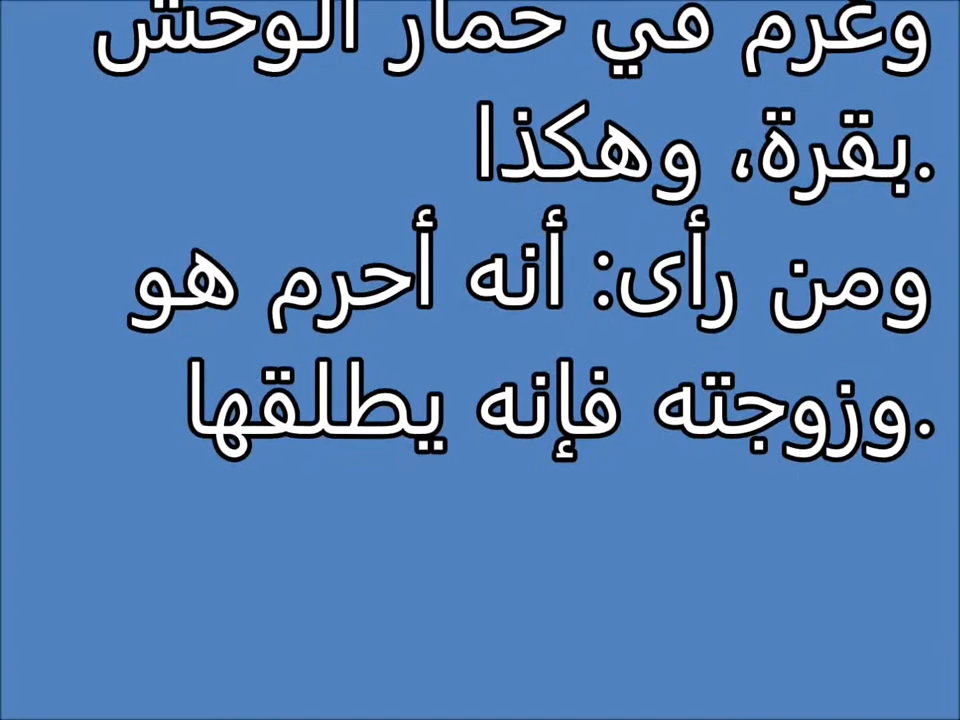 وغرم في حمار الوحش
بقرة، وهكذا.
ومن رأى: أنه أحرم هو
وزوجته فإنه يطلقها.